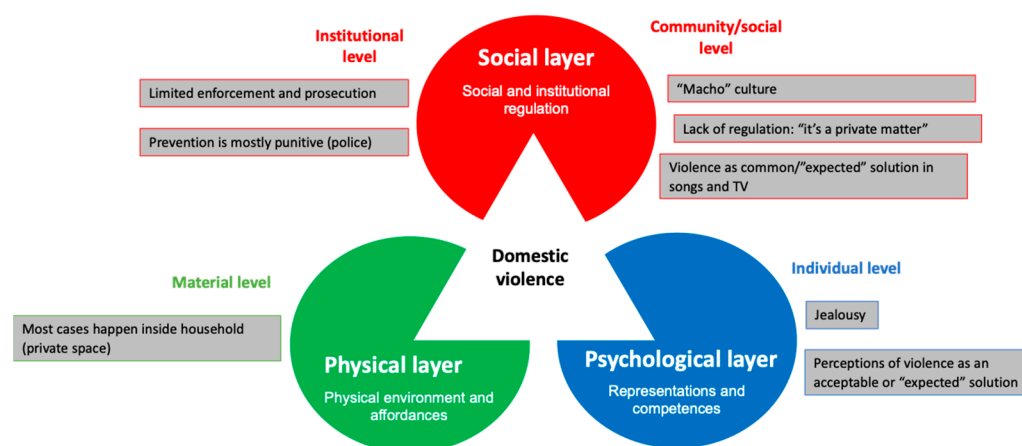 Institutional
level
Limited enforcement and prosecution
Prevention is mostly punitive (police)
Social layer
Social and institutional
regulation
Community/social
level
“Macho” culture
Lack of regulation: “it’s a private matter”
Violence as common/”expected” solution in
songs and TV
Domestic
violence
Material level
Most cases happen inside household
(private space)
Physical layer
Physical environment and
affordances
Psychological layer
Representations and
competences
Individual level
Jealousy
Perceptions of violence as an
acceptable or “expected” solution